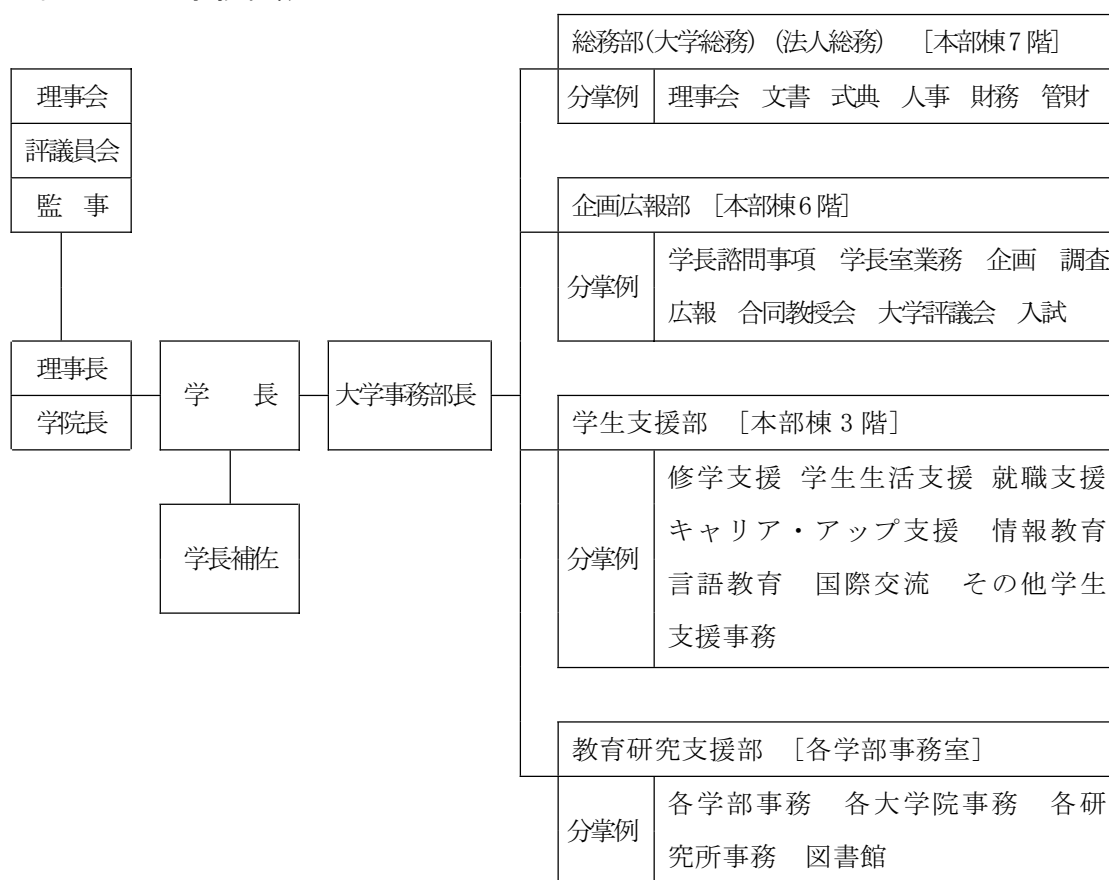 総務部(大学総務)（法人総務）　［本部棟7階］
分掌例　理事会　文書　式典　人事　財務　管財
理事会
評議員会
監　事
企画広報部　［本部棟6階］
分掌例
学長諮問事項　学長室業務　企画　調査
広報　合同教授会　大学評議会　入試
理事長
学院長
学　　長
大学事務部長
学長補佐
学生支援部　［本部棟3階］
分掌例
修学支援　学生生活支援　就職支援
キャリア・アップ支援　情報教育
言語教育　国際交流　その他学生
支援事務
教育研究支援部　［各学部事務室］
分掌例
各学部事務　各大学院事務　各研
究所事務　図書館